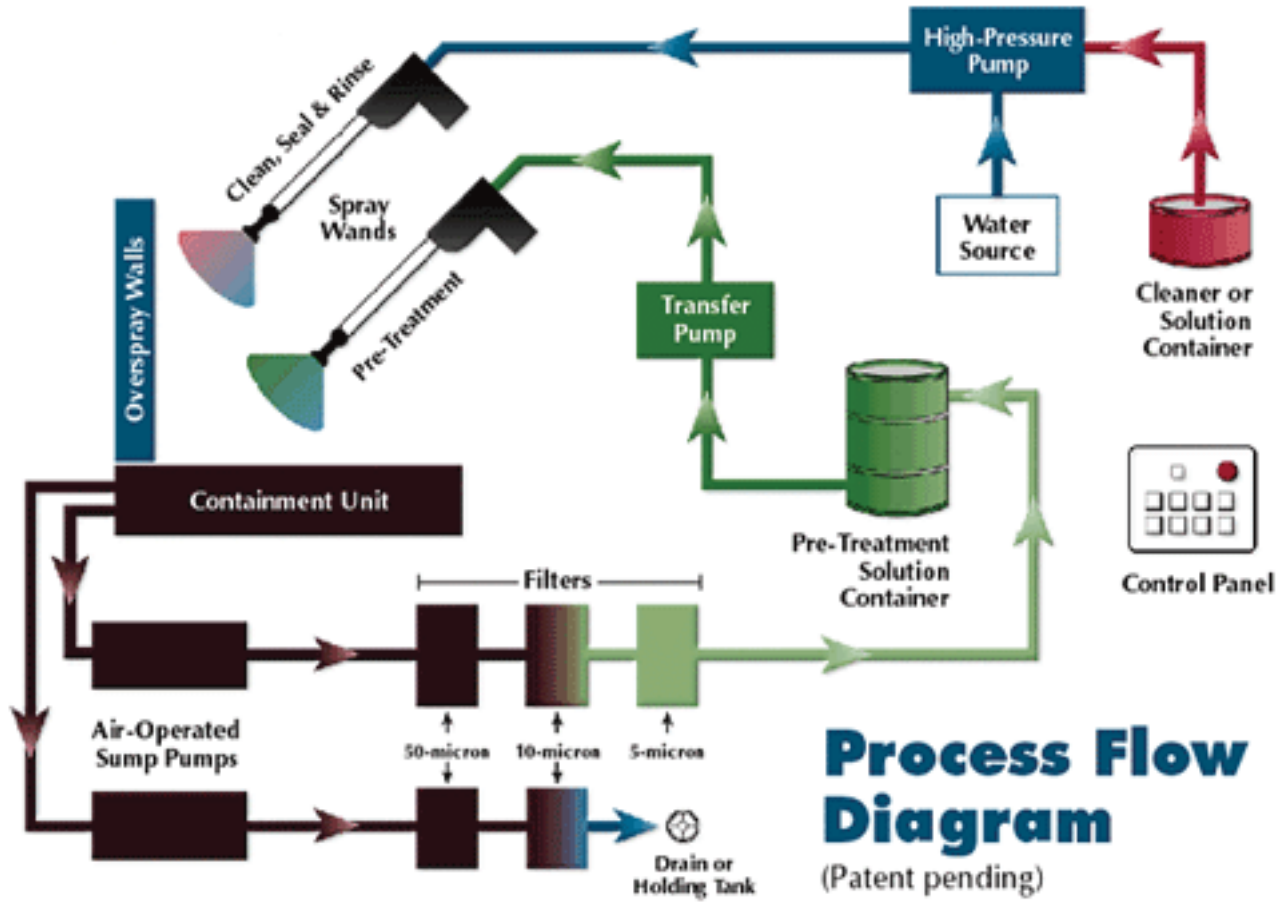 High-Pressure
Pump
Clean, Seal & Rinse
Spray
Wands
Water
Source
Cleaner or
Solution
Container
Overspray Walls
Pre-Treatment
Transfer
Pump
Containment Unit
Pre-Treatment
Solution
Container
Control Panel
Filters
Air-Operated
Sump Pumps
50-micron
10-micron
5-micron
Drain or
Holding Tank
Process Flow
Diagram
(Patent pending)